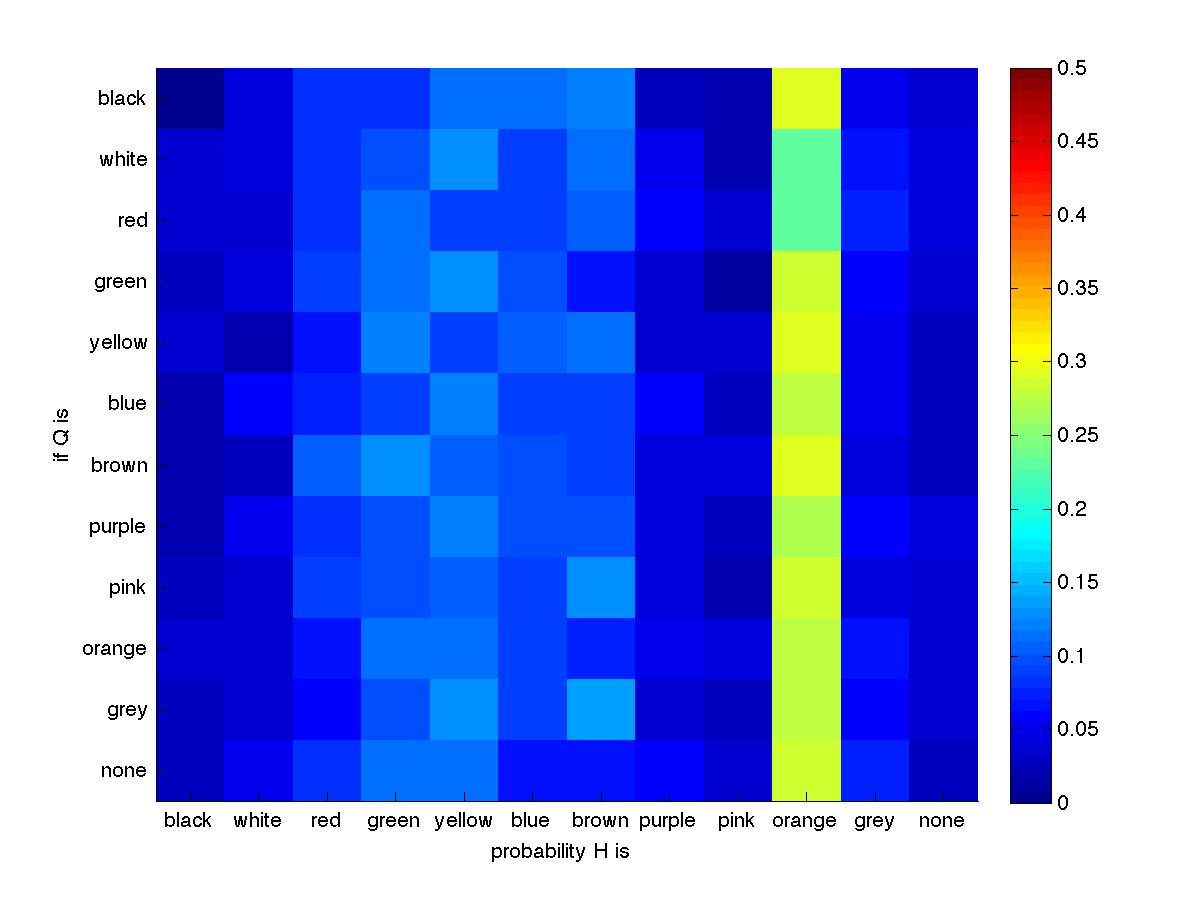 black
white
red
green
yellow
blue
brown
purple
pink
orange
grey
none
if Q is
black white red green yellow blue brown purple pink orange grey none
probability H is
0.5
0.45
0.4
0.35
0.3
0.25
0.2
0.15
0.1
0.05
0